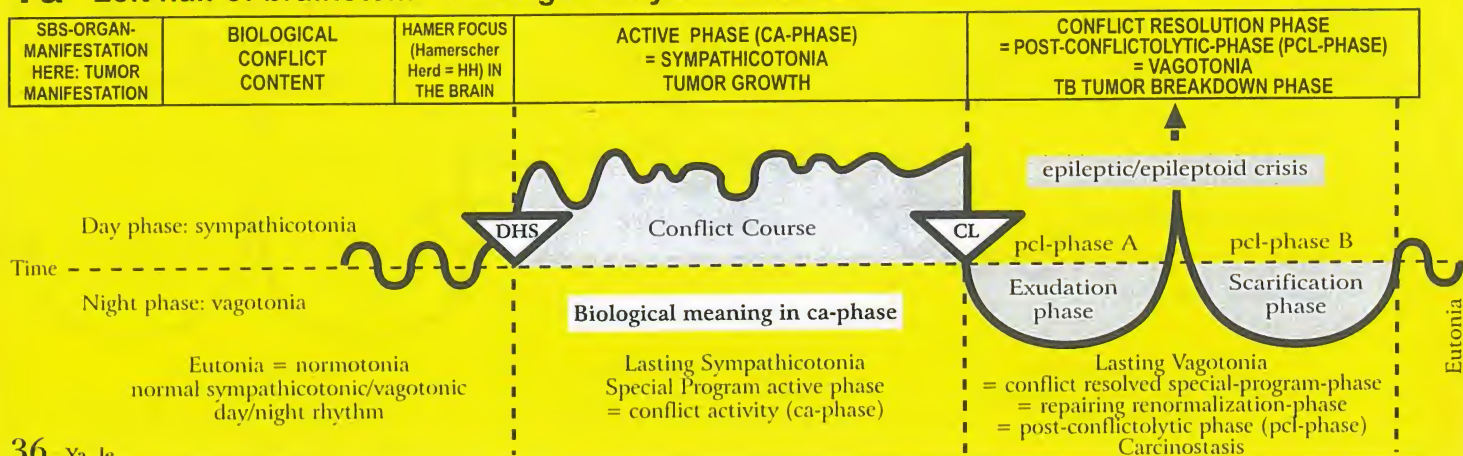 SBS-ORGAN-
MANIFESTATION
HERE: TUMOR
MANIFESTATION
BIOLOGICAL
CONFLICT
CONTENT
HAMER FOCUS
(Hamerscher
Herd = HH) IN
THE BRAIN
ACTIVE PHASE (CA-PHASE)
= SYMPATHICOTONIA
TUMOR GROWTH
CONFLICT RESOLUTION PHASE
= POST-CONFLICTOLYTIC-PHASE (PCL-PHASE)
= VAGOTONIA
TB TUMOR BREAKDOWN PHASE
epileptic/epileptoid crisis
Day phase: sympathicotonia
DHS
Conflict Course
CL
pcl-phase A
pcl-phase B
Time
Night phase: vagotonia
Exudation
phase
Scarification
phase
Biological meaning in ca-phase
Eutonia
Eutonia = normotonia
normal sympathicotonic/vagotonic
day/night rhythm
Lasting Sympathicotonia
Special Program active phase
= conflict activity (ca-phase)
Lasting Vagotonia
= conflict resolved special-program-phase
= repairing renormalization-phase
= post-conflictolytic phase (pcl-phase)
Carcinostasis
36